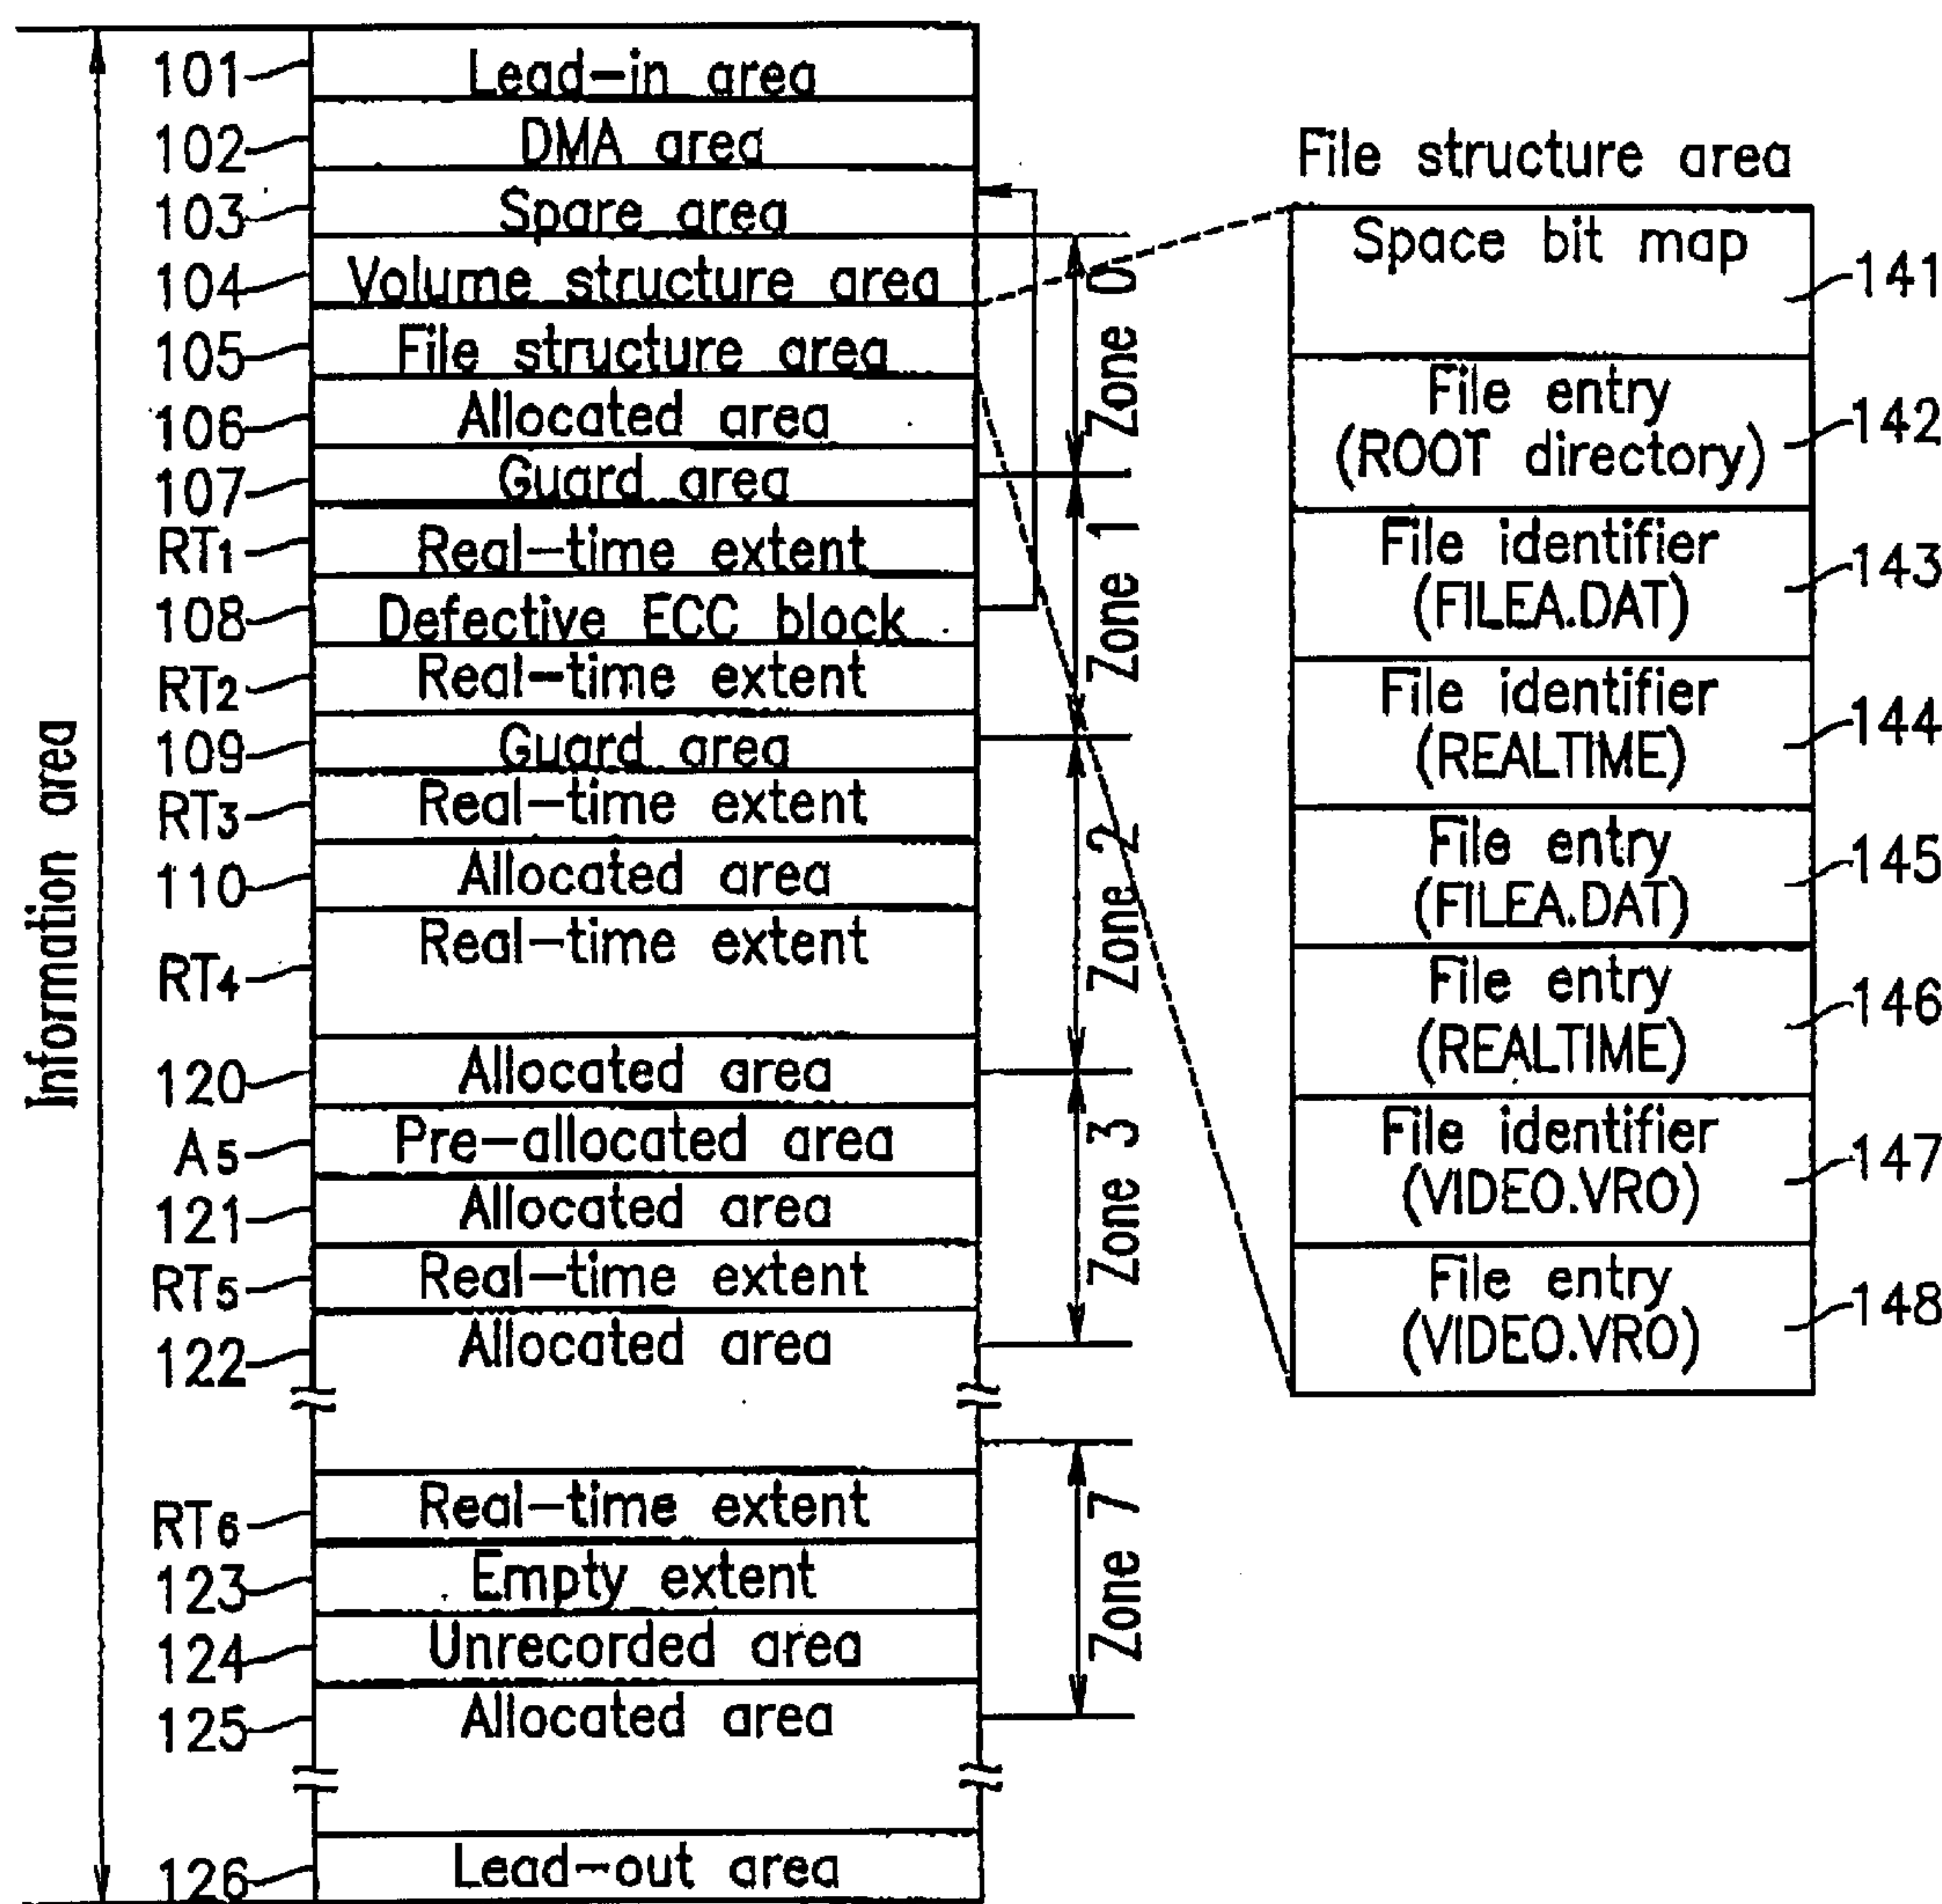 Information area
101 Lead-in area
102 DMA area
103 Spare area
104 Volume structure area
105 File structure area
106 Allocated area
107 Guard area
RT1 Real-time extent
108 Defective ECC block
RT2 Real-time extent
109 Guard area
RT3 Real-time extent
110 Allocated area
RT4 Real-time extent
120 Allocated area
A5 Pre-allocated area
121 Allocated area
RT5 Real-time extent
122 Allocated area
RT6 Real-time extent
123 Empty extent
124 Unrecorded area
125 Allocated area
126 Lead-out area
Zone 0
Zone 1
Zone 2
Zone 3
Zone 7
File structure area
Space bit map 141
File entry
(ROOT directory) 142
File identifier
(FILEA.DAT) 143
File identifier
(REALTIME) 144
File entry
(FILEA.DAT) 145
File entry
(REALTIME) 146
File identifier
(VIDEO.VRO) 147
File entry
(VIDEO.VRO) 148